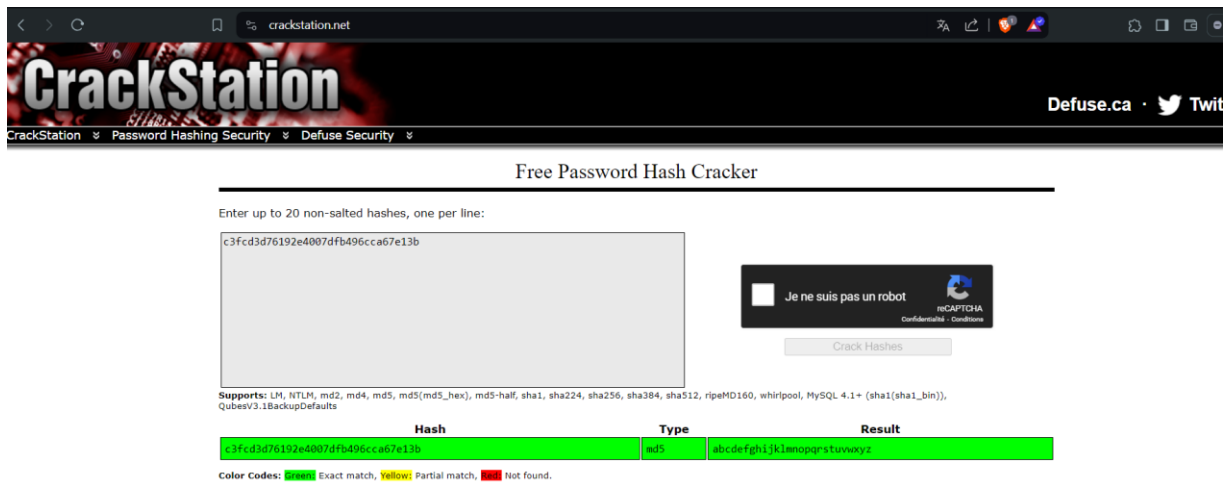 crackstation.net
CrackStation
Defuse.ca · Twit
CrackStation Password Hashing Security Defuse Security
Free Password Hash Cracker
Enter up to 20 non-salted hashes, one per line:
c3fcd3d76192e4007dfb496cca67e13b
Je ne suis pas un robot
reCAPTCHA
Confidentialité - Conditions
Crack Hashes
Supports: LM, NTLM, md2, md4, md5, md5(md5_hex), md5-half, sha1, sha224, sha256, sha384, sha512, ripeMD160, whirlpool, MySQL 4.1+ (sha1(sha1_bin)),
QubesV3.1BackupDefaults
Hash Type Result
c3fcd3d76192e4007dfb496cca67e13b md5 abcdefghijklmnopqrstuvwxyz
Color Codes: Green: Exact match, Yellow: Partial match, Red: Not found.